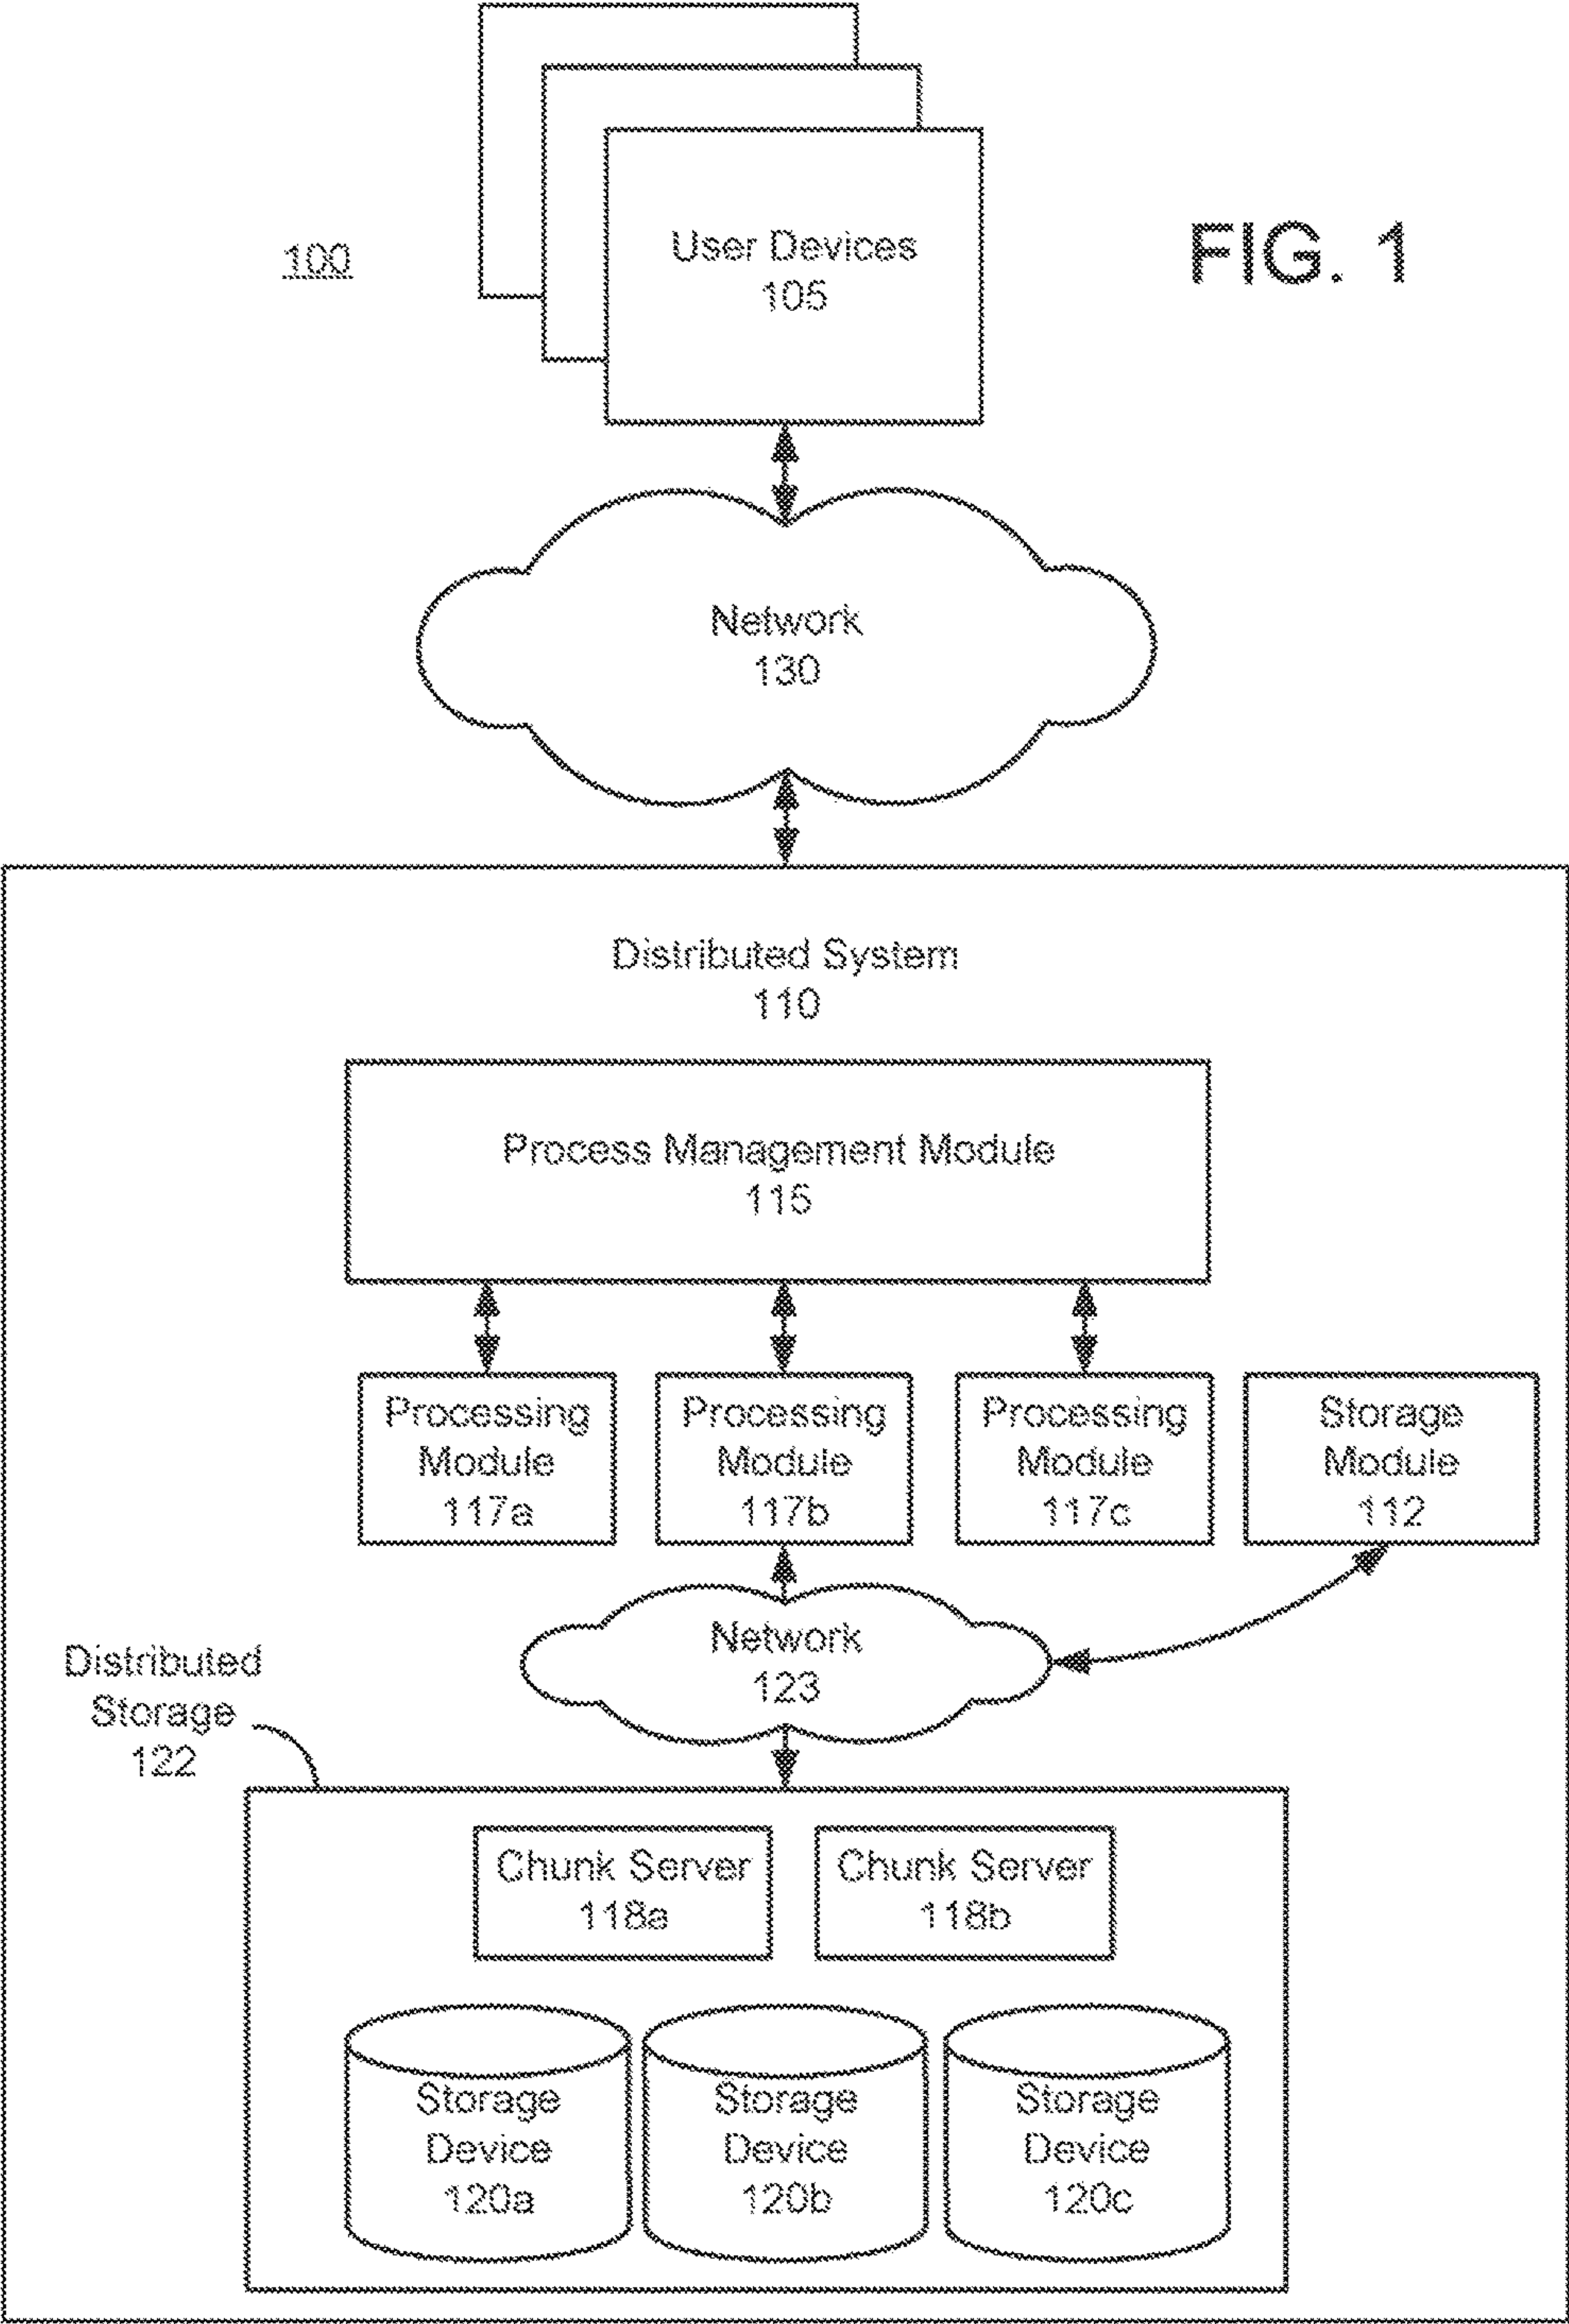 100
User Devices
105
FIG. 1
Network
130
Distributed System
110
Process Management Module
115
Processing
Module
117a
Processing
Module
117b
Processing
Module
117c
Storage
Module
112
Network
123
Distributed
Storage
122
Chunk Server
118a
Chunk Server
118b
Storage
Device
120a
Storage
Device
120b
Storage
Device
120c